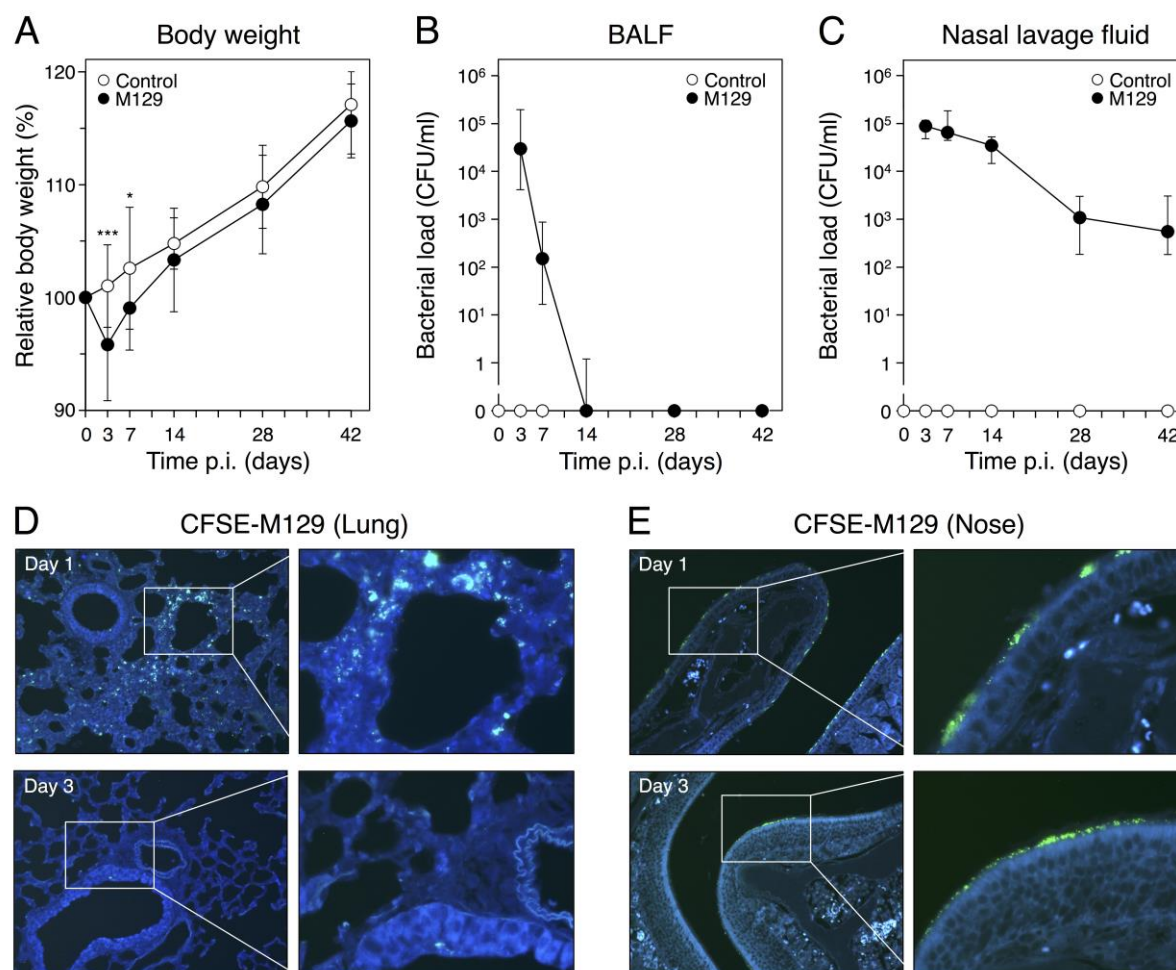 A
Body weight
Relative body weight (%)
120
110
100
90
Control
M129
***
*
0 3 7 14 28 42
Time p.i. (days)
B
BALF
Bacterial load (CFU/ml)
10⁶
10⁵
10⁴
10³
10²
10¹
1
0
Control
M129
0 3 7 14 28 42
Time p.i. (days)
C
Nasal lavage fluid
Bacterial load (CFU/ml)
10⁶
10⁵
10⁴
10³
10²
10¹
1
0
Control
M129
0 3 7 14 28 42
Time p.i. (days)
D
CFSE-M129 (Lung)
Day 1
Day 3
E
CFSE-M129 (Nose)
Day 1
Day 3